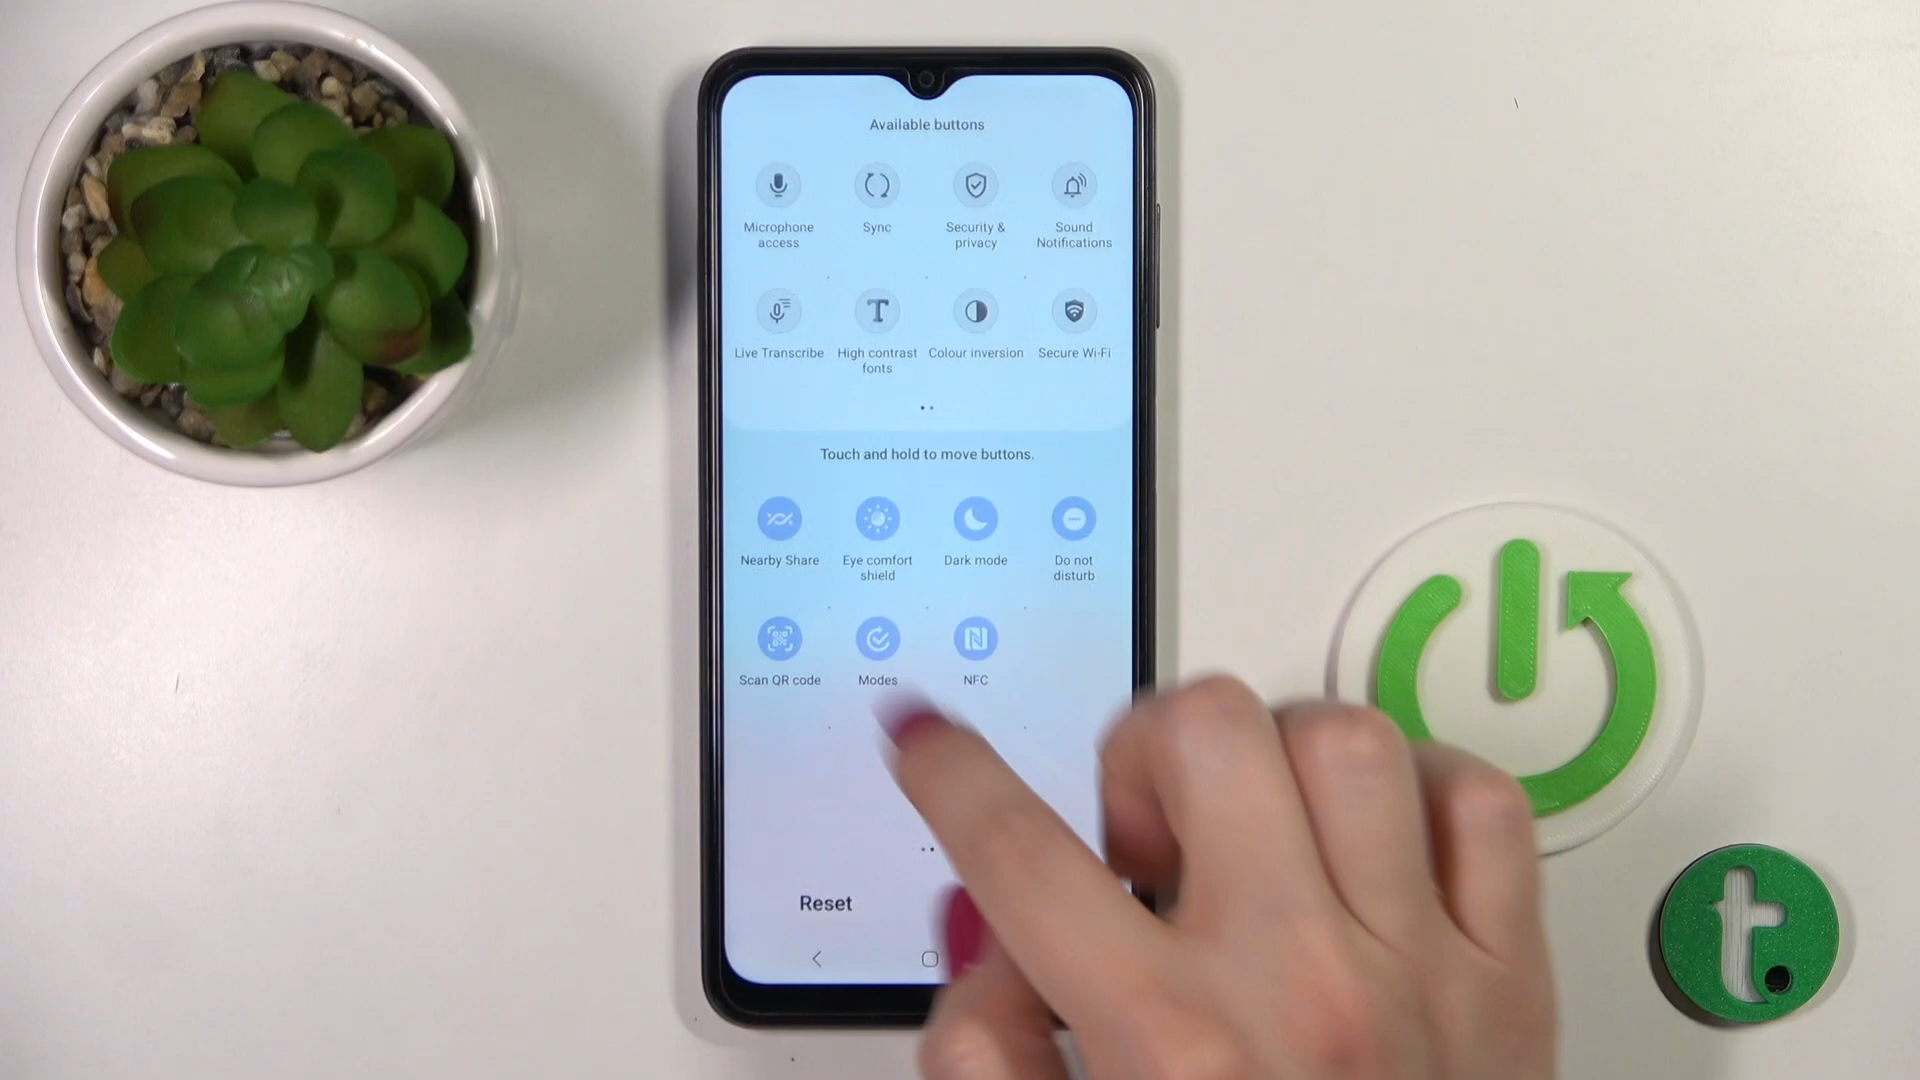 Available buttons
Microphone access
Sync
Security & privacy
Sound Notifications
Live Transcribe
High contrast fonts
Colour inversion
Secure Wi-Fi
Touch and hold to move buttons.
Nearby Share
Eye comfort shield
Dark mode
Do not disturb
Scan QR code
Modes
NFC
Reset
t.